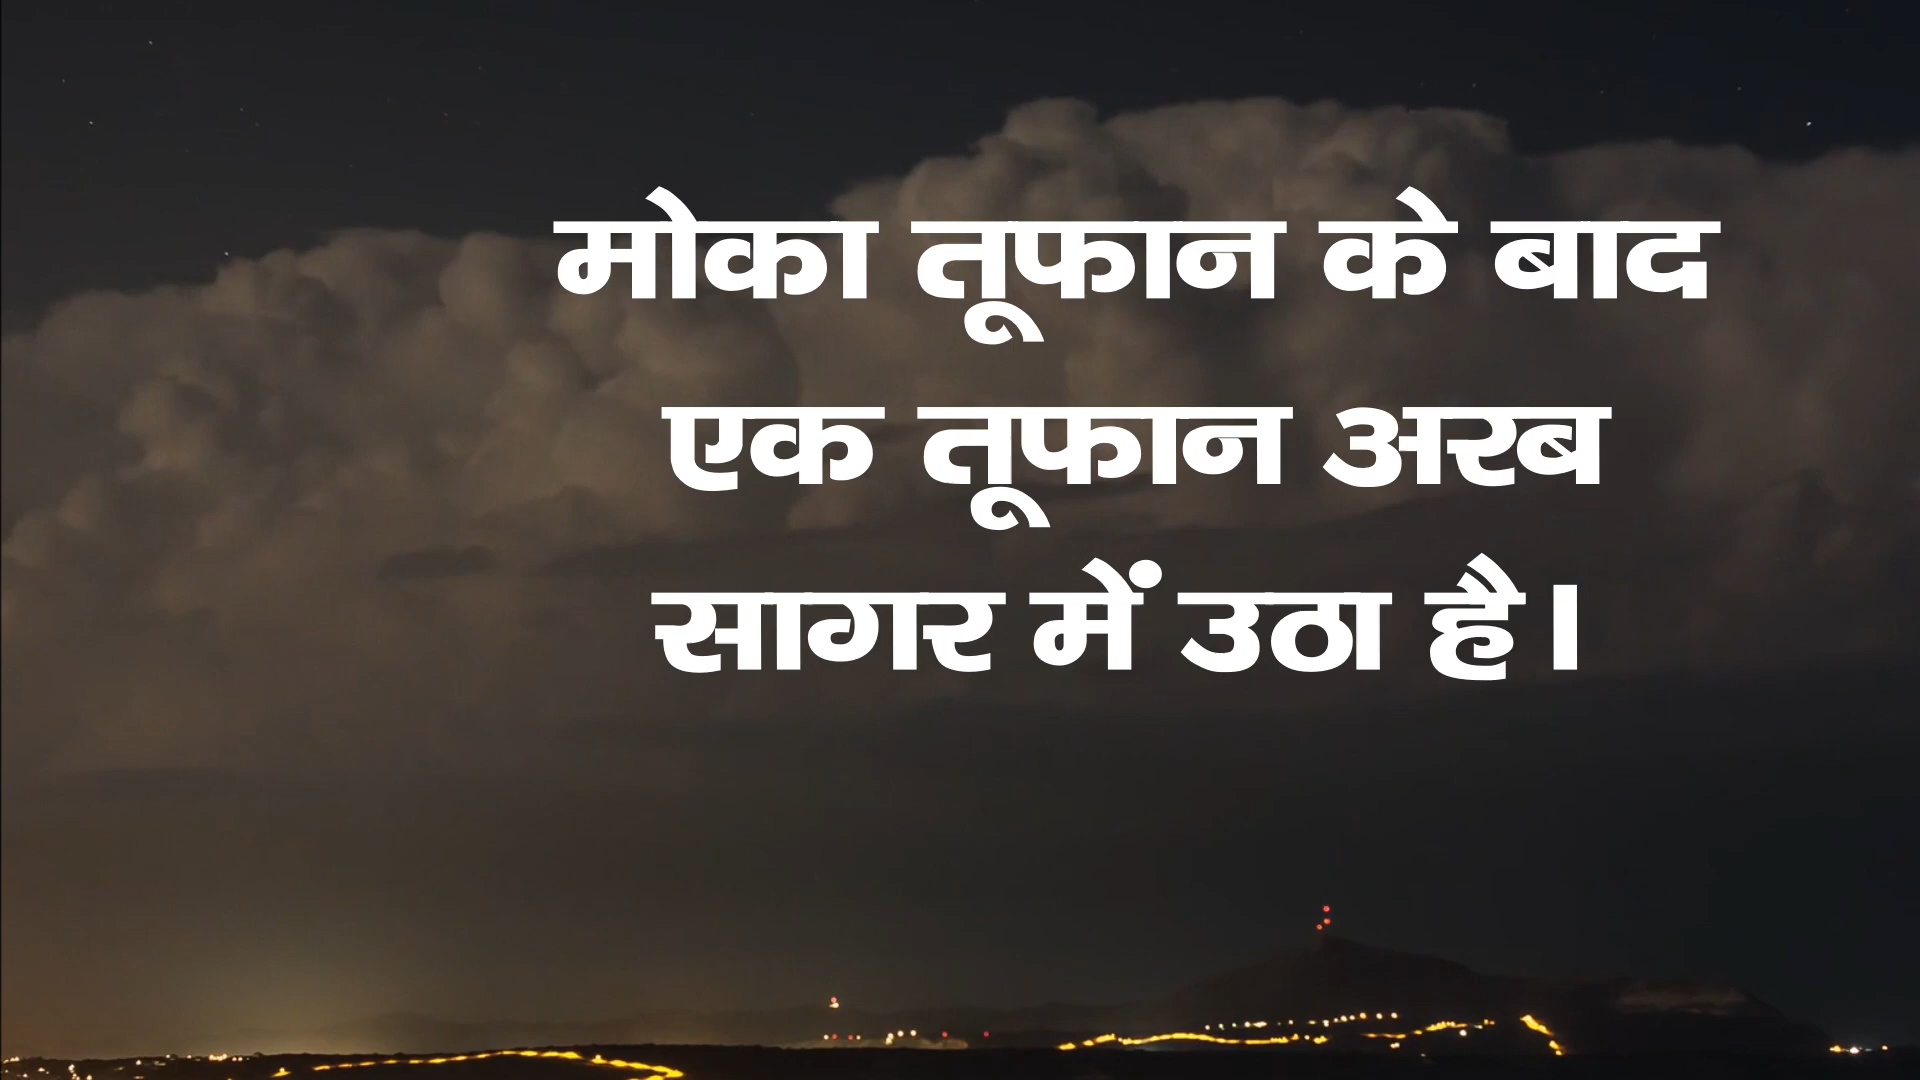 मोका तूफान के बाद
एक तूफान अरब
सागर में उठा है।